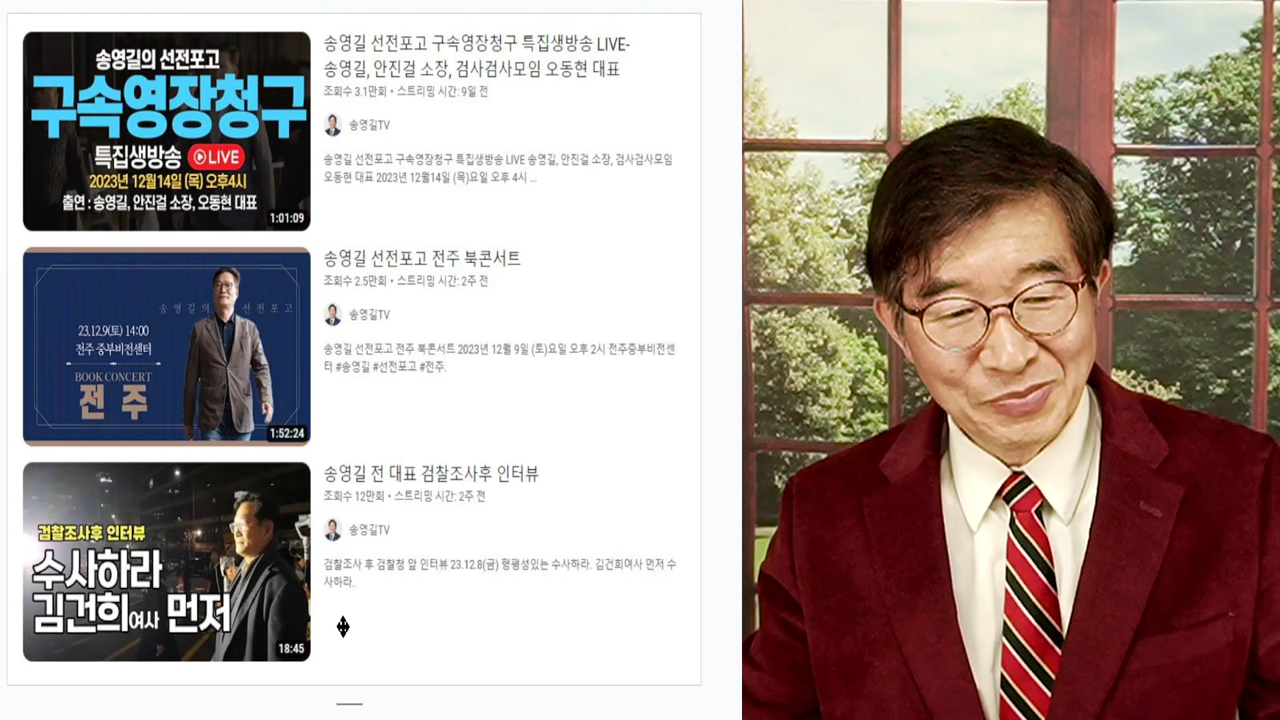 송영길의 선전포고
구속영장청구
특집생방송 LIVE
2023년 12월14일 (목) 오후4시
출연 : 송영길, 안진걸 소장, 오동현 대표
1:01:09
송영길 선전포고 구속영장청구 특집생방송 LIVE-
송영길, 안진걸 소장, 검사검사모임 오동현 대표
조회수 3.1만회 • 스트리밍 시간: 9일 전
송영길TV
송영길 선전포고 구속영장청구 특집생방송 LIVE 송영길, 안진걸 소장, 검사검사모임
오동현 대표 2023년 12월14일 (목)요일 오후 4시 ...
송영길의 선전포고
23.12.9(토) 14:00
전주 중부비전센터
BOOK CONCERT
전 주
1:52:24
송영길 선전포고 전주 북콘서트
조회수 2.5만회 • 스트리밍 시간: 2주 전
송영길TV
송영길 선전포고 전주 북콘서트 2023년 12월 9일 (토)요일 오후 2시 전주중부비전센
터 #송영길 #선전포고 #전주.
검찰조사후 인터뷰
수사하라
김건희여사 먼저
18:45
송영길 전 대표 검찰조사후 인터뷰
조회수 12만회 • 스트리밍 시간: 2주 전
송영길TV
검찰조사 후 검찰청 앞 인터뷰 23.12.8(금) 형평성있는 수사하라. 김건희여사 먼저 수
사하라.